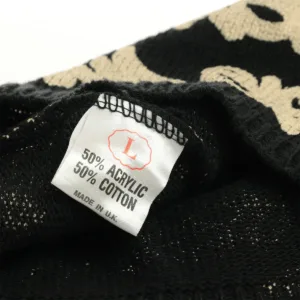 L
50% ACRYLIC
50% COTTON
MADE IN U.K.